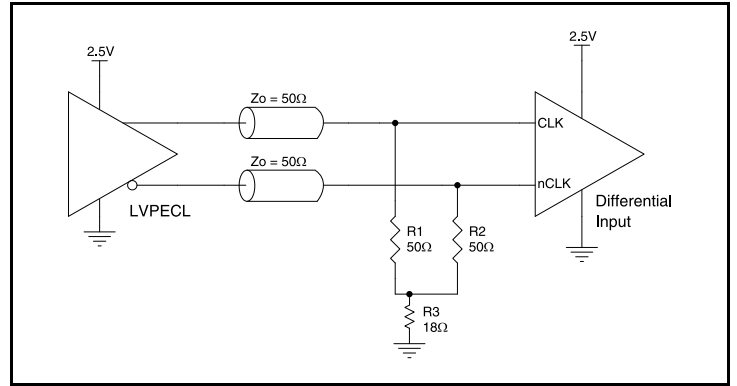 2.5V
2.5V
Zo = 50Ω
CLK
Zo = 50Ω
nCLK
LVPECL
Differential
Input
R1
50Ω
R2
50Ω
R3
18Ω